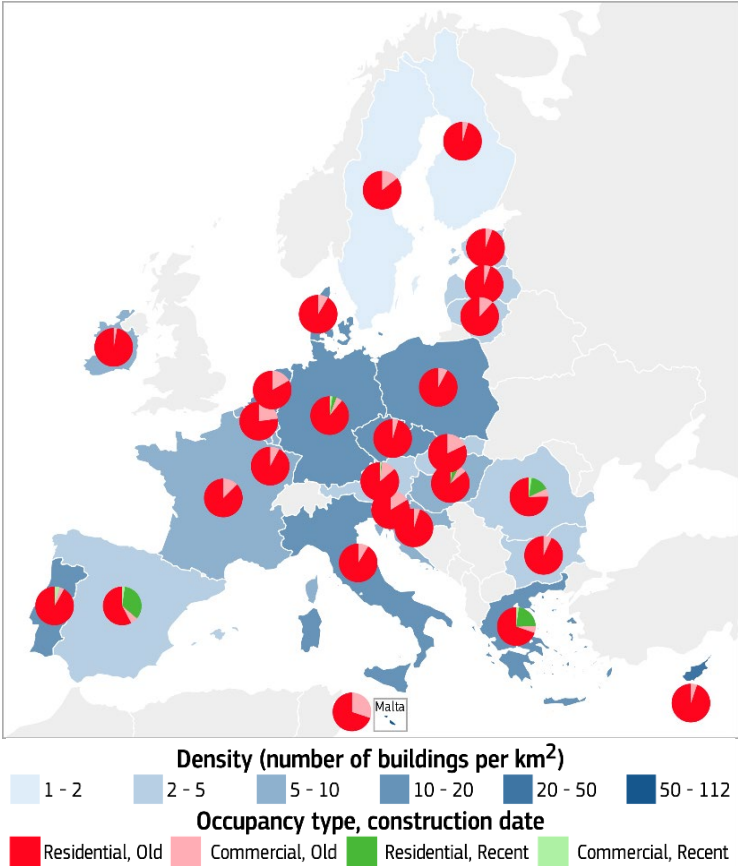 Malta
Density (number of buildings per km²)
1 - 2 2 - 5 5 - 10 10 - 20 20 - 50 50 - 112
Occupancy type, construction date
Residential, Old Commercial, Old Residential, Recent Commercial, Recent